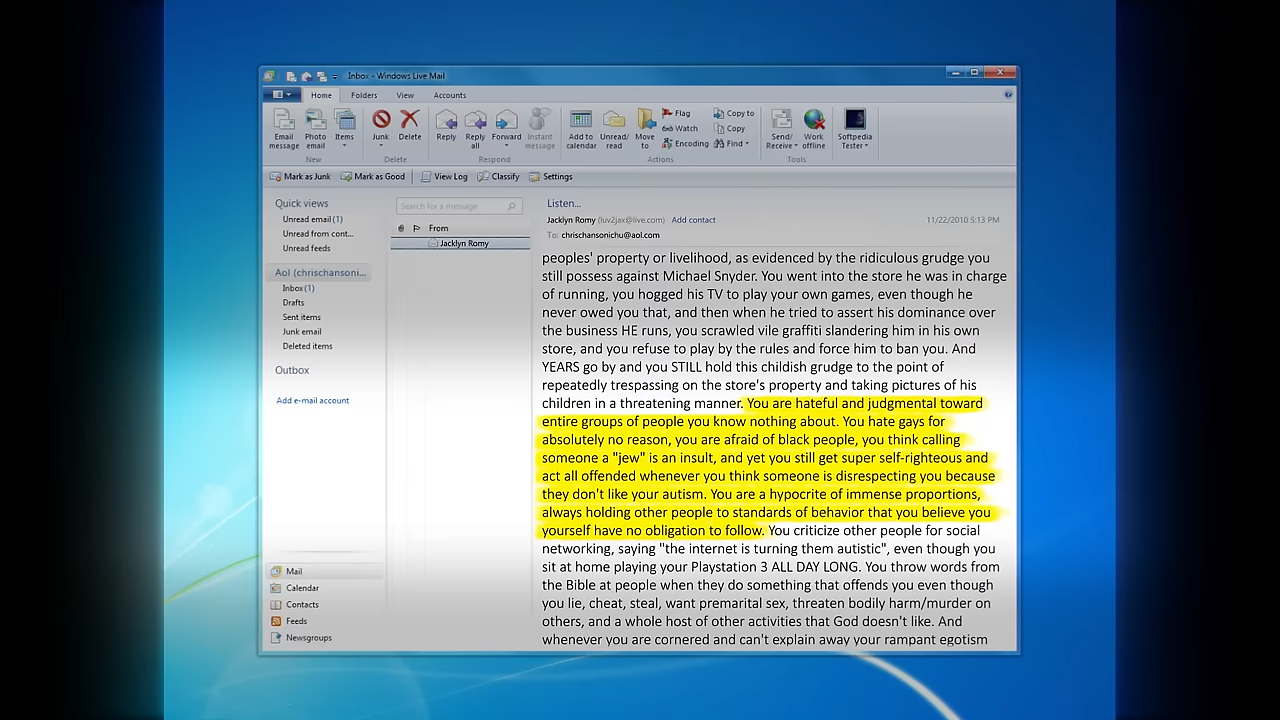 Inbox - Windows Live Mail
Home Folders View Accounts
Email message
Photo email
Items
Junk
Delete
Reply
Reply all
Forward
Instant message
Add to calendar
Unread/ read
Move to
Flag
Watch
Encoding
Copy to
Copy
Find
Send/ Receive
Work offline
Softpedia Tester
New Delete Respond Actions Tools
Mark as Junk Mark as Good View Log Classify Settings
Quick views
Unread email (1)
Unread from cont...
Unread feeds
Aol (chrischansoni...
Inbox (1)
Drafts
Sent items
Junk email
Deleted items
Outbox
Add e-mail account
Mail
Calendar
Contacts
Feeds
Newsgroups
Search for a message
From
Jacklyn Romy
Listen...
Jacklyn Romy (luv2jax@live.com) Add contact 11/22/2010 5:13 PM
To: chrischansonichu@aol.com
peoples' property or livelihood, as evidenced by the ridiculous grudge you
still possess against Michael Snyder. You went into the store he was in charge
of running, you hogged his TV to play your own games, even though he
never owed you that, and then when he tried to assert his dominance over
the business HE runs, you scrawled vile graffiti slandering him in his own
store, and you refuse to play by the rules and force him to ban you. And
YEARS go by and you STILL hold this childish grudge to the point of
repeatedly trespassing on the store's property and taking pictures of his
children in a threatening manner. You are hateful and judgmental toward
entire groups of people you know nothing about. You hate gays for
absolutely no reason, you are afraid of black people, you think calling
someone a "jew" is an insult, and yet you still get super self-righteous and
act all offended whenever you think someone is disrespecting you because
they don't like your autism. You are a hypocrite of immense proportions,
always holding other people to standards of behavior that you believe you
yourself have no obligation to follow. You criticize other people for social
networking, saying "the internet is turning them autistic", even though you
sit at home playing your Playstation 3 ALL DAY LONG. You throw words from
the Bible at people when they do something that offends you even though
you lie, cheat, steal, want premarital sex, threaten bodily harm/murder on
others, and a whole host of other activities that God doesn't like. And
whenever you are cornered and can't explain away your rampant egotism